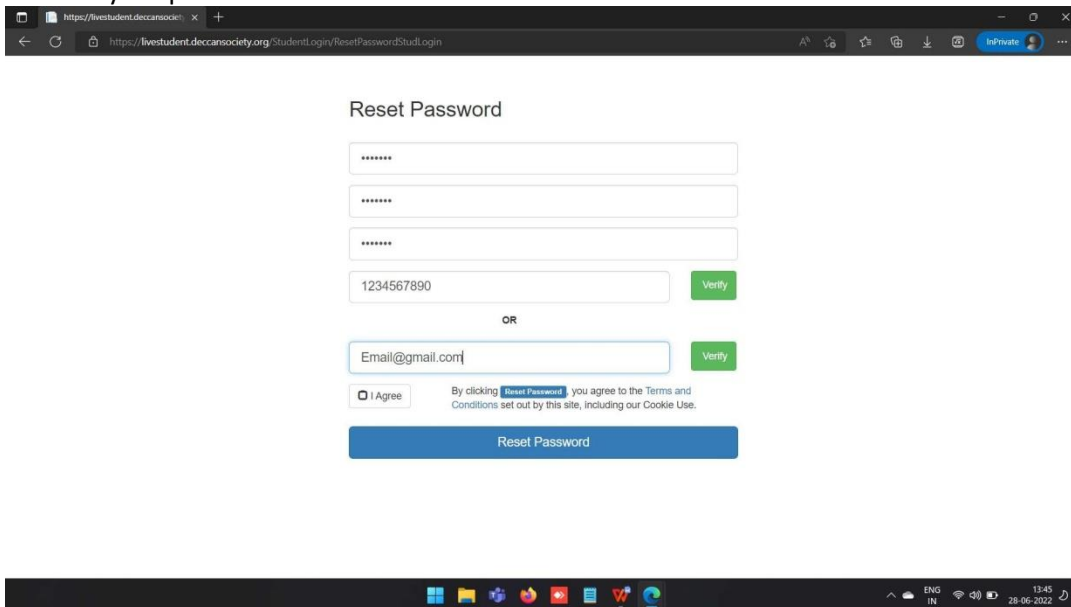 https://livestudent.deccansociety
https://livestudent.deccansociety.org/StudentLogin/ResetPasswordStudLogin
InPrivate
Reset Password
•••••••
•••••••
•••••••
1234567890
Verify
OR
Email@gmail.com
Verify
I Agree
By clicking Reset Password, you agree to the Terms and
Conditions set out by this site, including our Cookie Use.
Reset Password
ENG
IN
13:45
28-06-2022